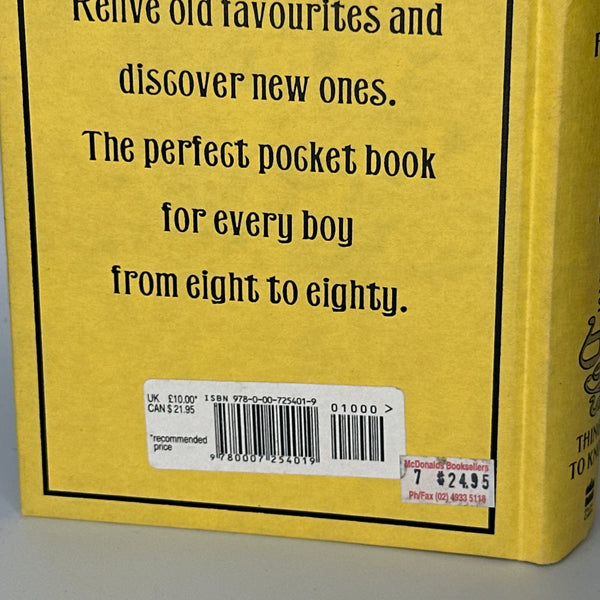 Relive old favourites and
discover new ones.
The perfect pocket book
for every boy
from eight to eighty.
UK £10.00* ISBN 978-0-00-725401-9
CAN $ 21.95
01000 >
*recommended
price
9 780007 254019
McDonalds Booksellers
7 $24.95
Ph/Fax (02) 4933 5118
TO KN